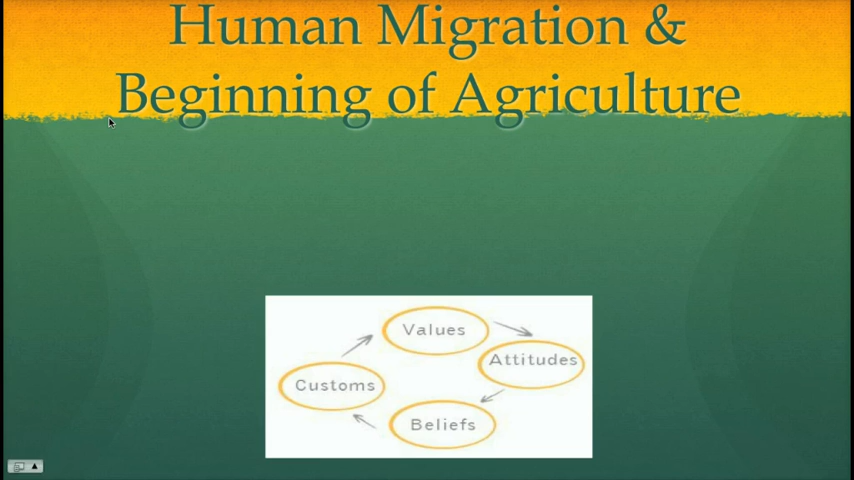 Human Migration &
Beginning of Agriculture
Values
Attitudes
Customs
Beliefs